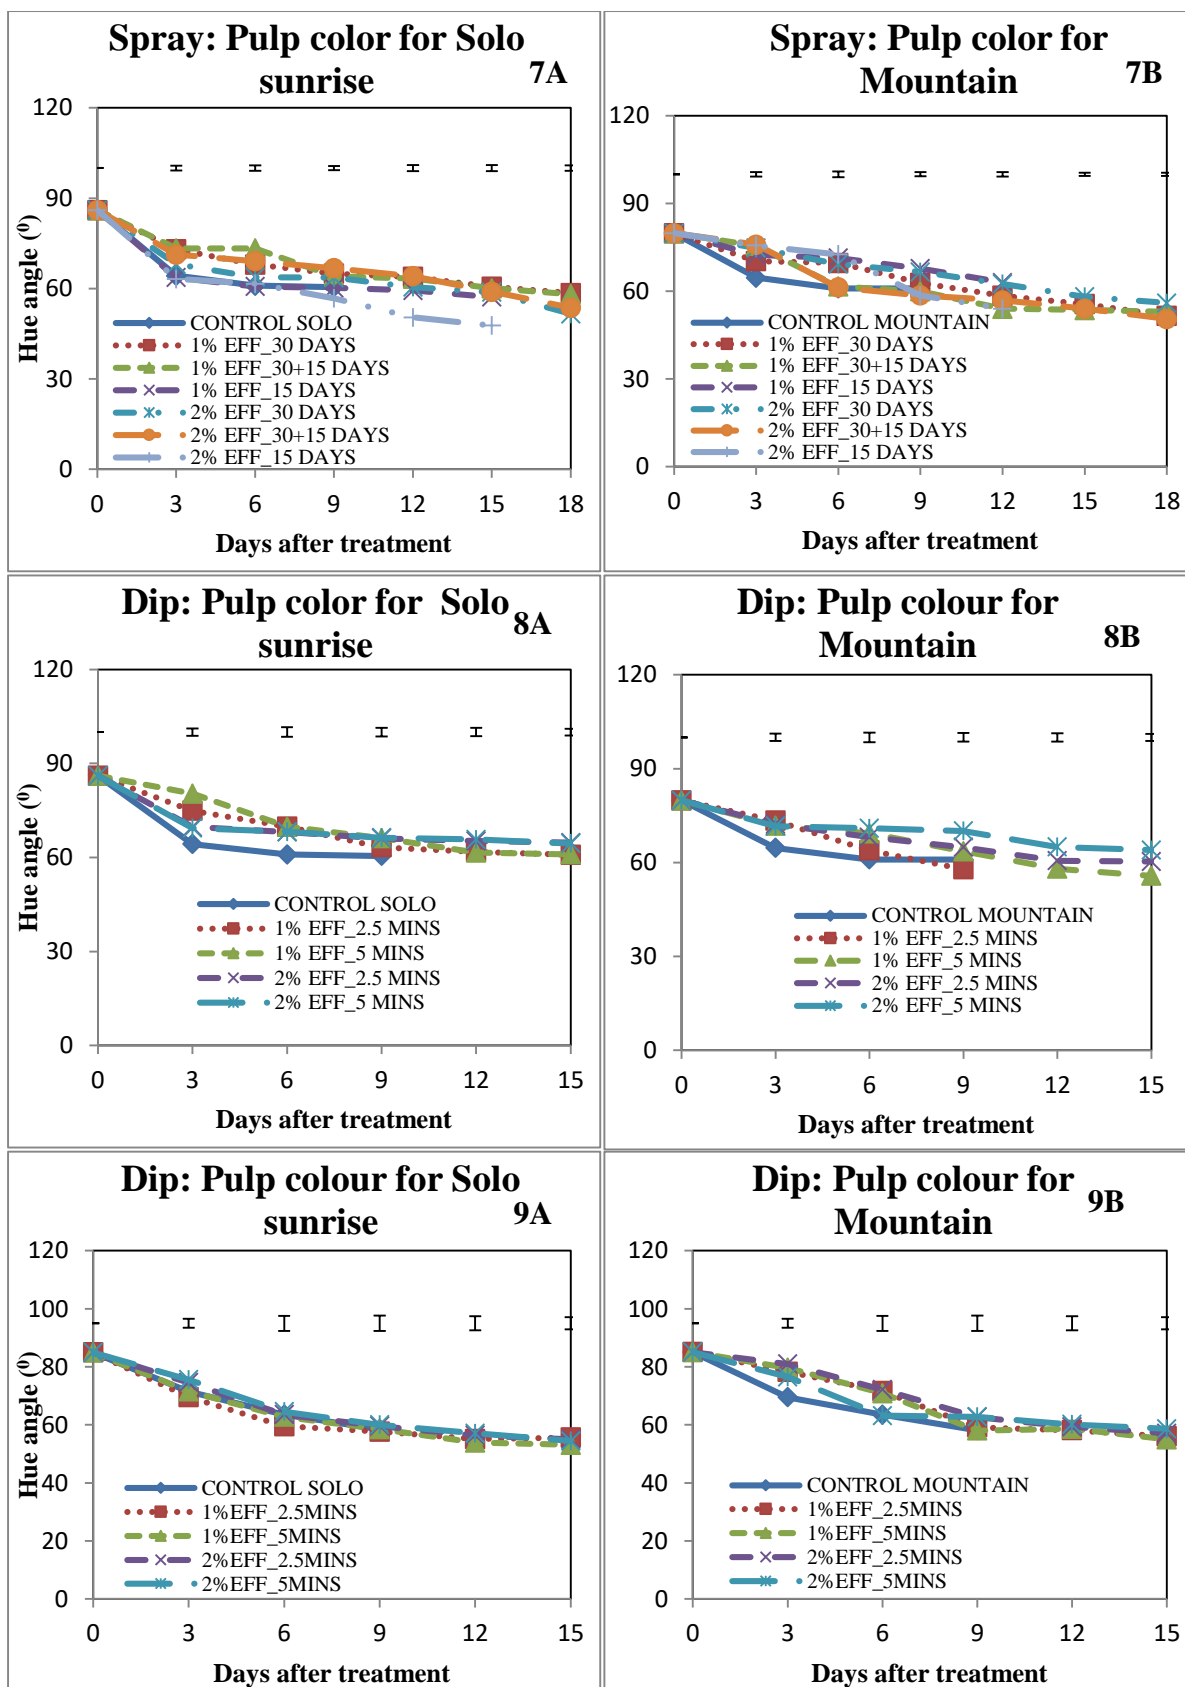 Spray: Pulp color for Solo
sunrise
7A
120
90
60
30
0
Hue angle (⁰)
CONTROL SOLO
1% EFF_30 DAYS
1% EFF_30+15 DAYS
1% EFF_15 DAYS
2% EFF_30 DAYS
2% EFF_30+15 DAYS
2% EFF_15 DAYS
0 3 6 9 12 15 18
Days after treatment
Spray: Pulp color for
Mountain
7B
120
90
60
30
0
CONTROL MOUNTAIN
1% EFF_30 DAYS
1% EFF_30+15 DAYS
1% EFF_15 DAYS
2% EFF_30 DAYS
2% EFF_30+15 DAYS
2% EFF_15 DAYS
0 3 6 9 12 15 18
Days after treatment
Dip: Pulp color for Solo
sunrise
8A
120
90
60
30
0
Hue angle (⁰)
CONTROL SOLO
1% EFF_2.5 MINS
1% EFF_5 MINS
2% EFF_2.5 MINS
2% EFF_5 MINS
0 3 6 9 12 15
Days after treatment
Dip: Pulp colour for
Mountain
8B
120
90
60
30
0
CONTROL MOUNTAIN
1% EFF_2.5 MINS
1% EFF_5 MINS
2% EFF_2.5 MINS
2% EFF_5 MINS
0 3 6 9 12 15
Days after treatment
Dip: Pulp colour for Solo
sunrise
9A
120
100
80
60
40
20
0
Hue angle (⁰)
CONTROL SOLO
1%EFF_2.5MINS
1%EFF_5MINS
2%EFF_2.5MINS
2%EFF_5MINS
0 3 6 9 12 15
Days after treatment
Dip: Pulp colour for
Mountain
9B
120
100
80
60
40
20
0
CONTROL MOUNTAIN
1%EFF_2.5MINS
1%EFF_5MINS
2%EFF_2.5MINS
2%EFF_5MINS
0 3 6 9 12 15
Days after treatment